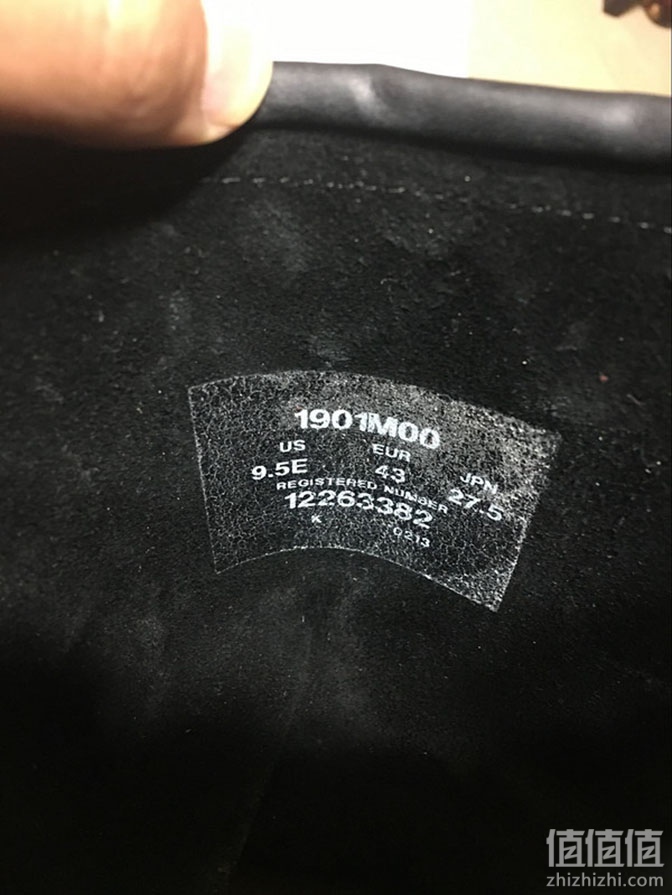 1901M00
US EUR JPN
9.5E 43 27.5
REGISTERED NUMBER
12263382
K 0213
值值值
zhizhizhi.com